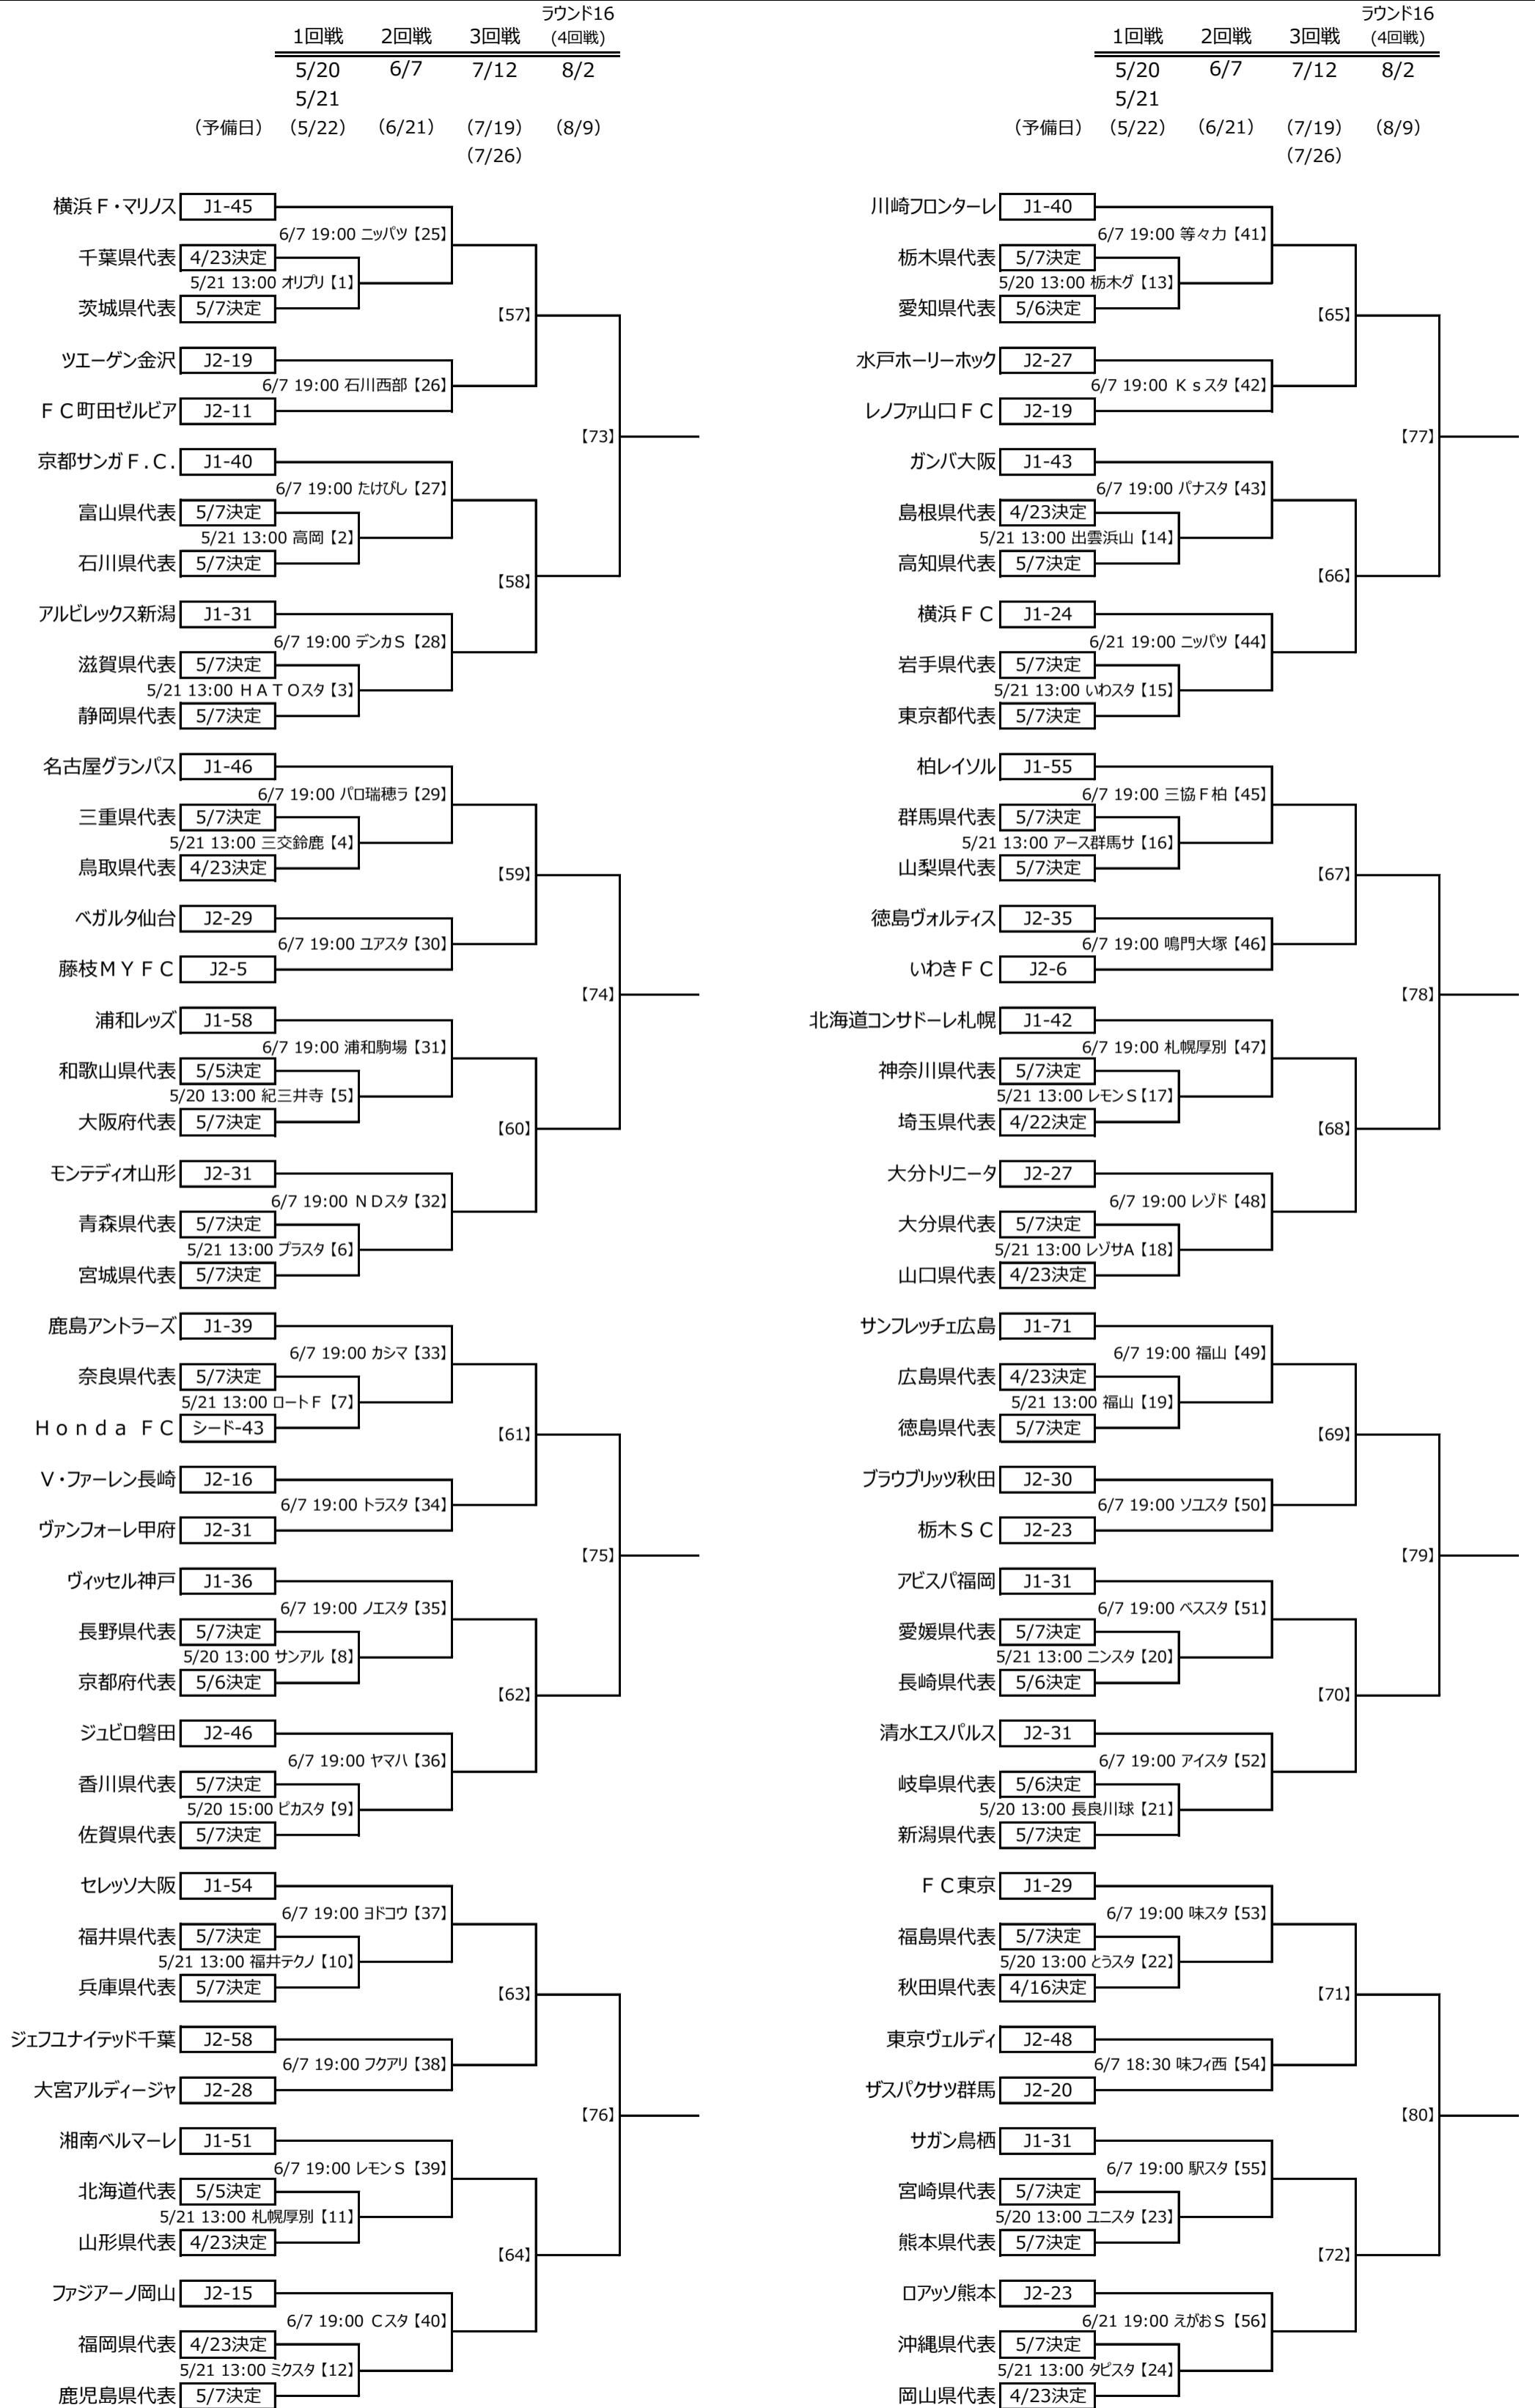 ラウンド16
1回戦 2回戦 3回戦 (4回戦)
5/20 6/7 7/12 8/2
5/21
(予備日) (5/22) (6/21) (7/19) (8/9)
(7/26)
横浜Ｆ・マリノス J1-45
6/7 19:00 ニッパツ【25】
千葉県代表 4/23決定
5/21 13:00 オリプリ【1】
茨城県代表 5/7決定
【57】
ツエーゲン金沢 J2-19
6/7 19:00 石川西部【26】
ＦＣ町田ゼルビア J2-11
【73】
京都サンガＦ.Ｃ. J1-40
6/7 19:00 たけびし【27】
富山県代表 5/7決定
5/21 13:00 高岡【2】
石川県代表 5/7決定
【58】
アルビレックス新潟 J1-31
6/7 19:00 デンカＳ【28】
滋賀県代表 5/7決定
5/21 13:00 ＨＡＴＯスタ【3】
静岡県代表 5/7決定
名古屋グランパス J1-46
6/7 19:00 パロ瑞穂ラ【29】
三重県代表 5/7決定
5/21 13:00 三交鈴鹿【4】
鳥取県代表 4/23決定
【59】
ベガルタ仙台 J2-29
6/7 19:00 ユアスタ【30】
藤枝ＭＹＦＣ J2-5
【74】
浦和レッズ J1-58
6/7 19:00 浦和駒場【31】
和歌山県代表 5/5決定
5/20 13:00 紀三井寺【5】
大阪府代表 5/7決定
【60】
モンテディオ山形 J2-31
6/7 19:00 ＮＤスタ【32】
青森県代表 5/7決定
5/21 13:00 プラスタ【6】
宮城県代表 5/7決定
鹿島アントラーズ J1-39
6/7 19:00 カシマ【33】
奈良県代表 5/7決定
5/21 13:00 ロートＦ【7】
Ｈｏｎｄａ ＦＣ シード-43
【61】
Ｖ・ファーレン長崎 J2-16
6/7 19:00 トラスタ【34】
ヴァンフォーレ甲府 J2-31
【75】
ヴィッセル神戸 J1-36
6/7 19:00 ノエスタ【35】
長野県代表 5/7決定
5/20 13:00 サンアル【8】
京都府代表 5/6決定
【62】
ジュビロ磐田 J2-46
6/7 19:00 ヤマハ【36】
香川県代表 5/7決定
5/20 15:00 ピカスタ【9】
佐賀県代表 5/7決定
セレッソ大阪 J1-54
6/7 19:00 ヨドコウ【37】
福井県代表 5/7決定
5/21 13:00 福井テクノ【10】
兵庫県代表 5/7決定
【63】
ジェフユナイテッド千葉 J2-58
6/7 19:00 フクアリ【38】
大宮アルディージャ J2-28
【76】
湘南ベルマーレ J1-51
6/7 19:00 レモンＳ【39】
北海道代表 5/5決定
5/21 13:00 札幌厚別【11】
山形県代表 4/23決定
【64】
ファジアーノ岡山 J2-15
6/7 19:00 Ｃスタ【40】
福岡県代表 4/23決定
5/21 13:00 ミクスタ【12】
鹿児島県代表 5/7決定
ラウンド16
1回戦 2回戦 3回戦 (4回戦)
5/20 6/7 7/12 8/2
5/21
(予備日) (5/22) (6/21) (7/19) (8/9)
(7/26)
川崎フロンターレ J1-40
6/7 19:00 等々力【41】
栃木県代表 5/7決定
5/20 13:00 栃木グ【13】
愛知県代表 5/6決定
【65】
水戸ホーリーホック J2-27
6/7 19:00 Ｋｓスタ【42】
レノファ山口ＦＣ J2-19
【77】
ガンバ大阪 J1-43
6/7 19:00 パナスタ【43】
島根県代表 4/23決定
5/21 13:00 出雲浜山【14】
高知県代表 5/7決定
【66】
横浜ＦＣ J1-24
6/21 19:00 ニッパツ【44】
岩手県代表 5/7決定
5/21 13:00 いわスタ【15】
東京都代表 5/7決定
柏レイソル J1-55
6/7 19:00 三協Ｆ柏【45】
群馬県代表 5/7決定
5/21 13:00 アース群馬サ【16】
山梨県代表 5/7決定
【67】
徳島ヴォルティス J2-35
6/7 19:00 鳴門大塚【46】
いわきＦＣ J2-6
【78】
北海道コンサドーレ札幌 J1-42
6/7 19:00 札幌厚別【47】
神奈川県代表 5/7決定
5/21 13:00 レモンＳ【17】
埼玉県代表 4/22決定
【68】
大分トリニータ J2-27
6/7 19:00 レゾド【48】
大分県代表 5/7決定
5/21 13:00 レゾサA【18】
山口県代表 4/23決定
サンフレッチェ広島 J1-71
6/7 19:00 福山【49】
広島県代表 4/23決定
5/21 13:00 福山【19】
徳島県代表 5/7決定
【69】
ブラウブリッツ秋田 J2-30
6/7 19:00 ソユスタ【50】
栃木ＳＣ J2-23
【79】
アビスパ福岡 J1-31
6/7 19:00 ベススタ【51】
愛媛県代表 5/7決定
5/21 13:00 ニンスタ【20】
長崎県代表 5/6決定
【70】
清水エスパルス J2-31
6/7 19:00 アイスタ【52】
岐阜県代表 5/6決定
5/20 13:00 長良川球【21】
新潟県代表 5/7決定
ＦＣ東京 J1-29
6/7 19:00 味スタ【53】
福島県代表 5/7決定
5/20 13:00 とうスタ【22】
秋田県代表 4/16決定
【71】
東京ヴェルディ J2-48
6/7 18:30 味フィ西【54】
ザスパクサツ群馬 J2-20
【80】
サガン鳥栖 J1-31
6/7 19:00 駅スタ【55】
宮崎県代表 5/7決定
5/20 13:00 ユニスタ【23】
熊本県代表 5/7決定
【72】
ロアッソ熊本 J2-23
6/21 19:00 えがおＳ【56】
沖縄県代表 5/7決定
5/21 13:00 タピスタ【24】
岡山県代表 4/23決定